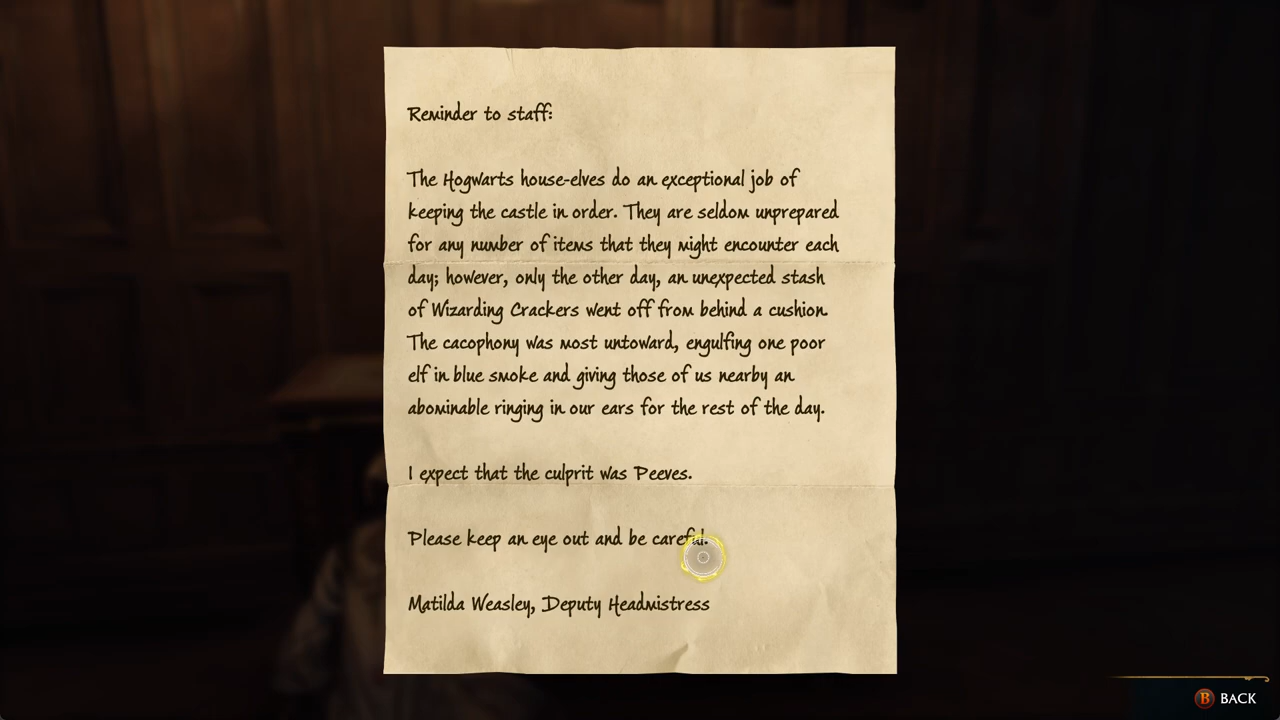 Reminder to staff:
The Hogwarts house-elves do an exceptional job of
keeping the castle in order. They are seldom unprepared
for any number of items that they might encounter each
day; however, only the other day, an unexpected stash
of Wizarding Crackers went off from behind a cushion.
The cacophony was most untoward, engulfing one poor
elf in blue smoke and giving those of us nearby an
abominable ringing in our ears for the rest of the day.
I expect that the culprit was Peeves.
Please keep an eye out and be careful.
Matilda Weasley, Deputy Headmistress
B BACK